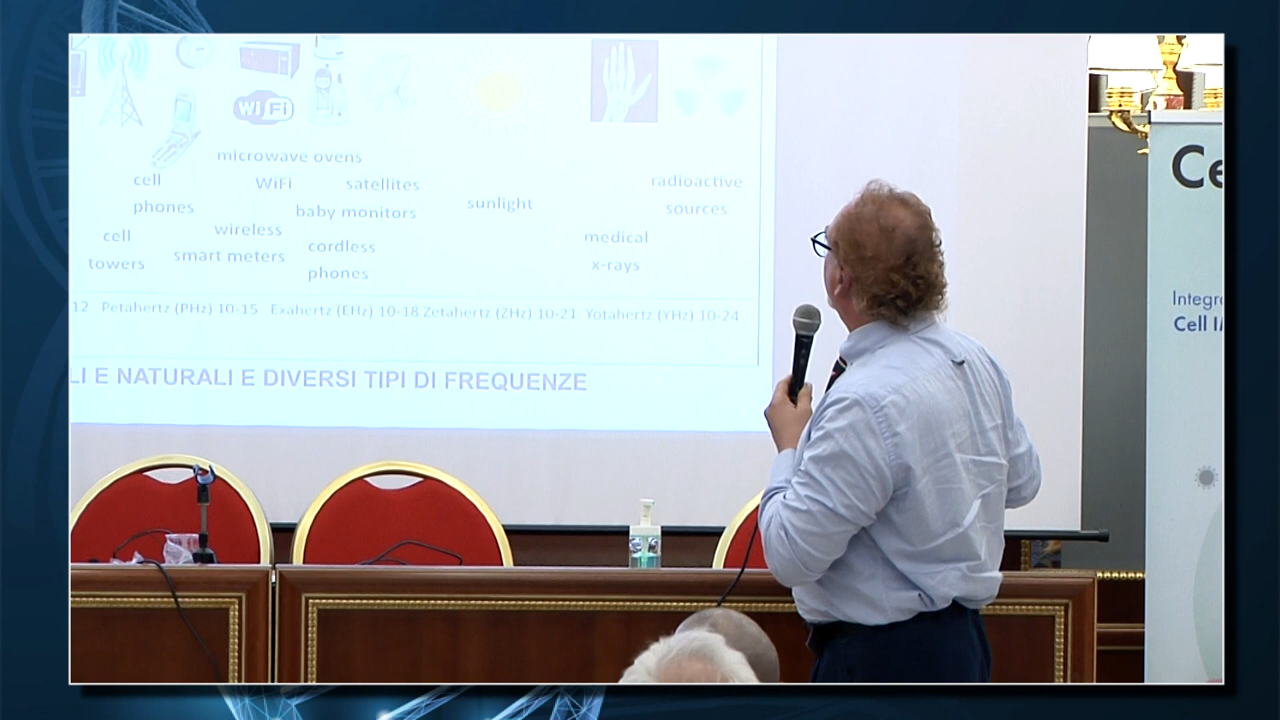 WiFi
microwave ovens
cell
phones
WiFi
satellites
baby monitors
sunlight
radioactive
sources
cell
towers
wireless
smart meters
cordless
phones
medical
x-rays
12 Petahertz (PHz) 10-15 Exahertz (EHz) 10-18 Zetahertz (ZHz) 10-21 Yotahertz (YHz) 10-24
LI E NATURALI E DIVERSI TIPI DI FREQUENZE
Ce
Integr
Cell I